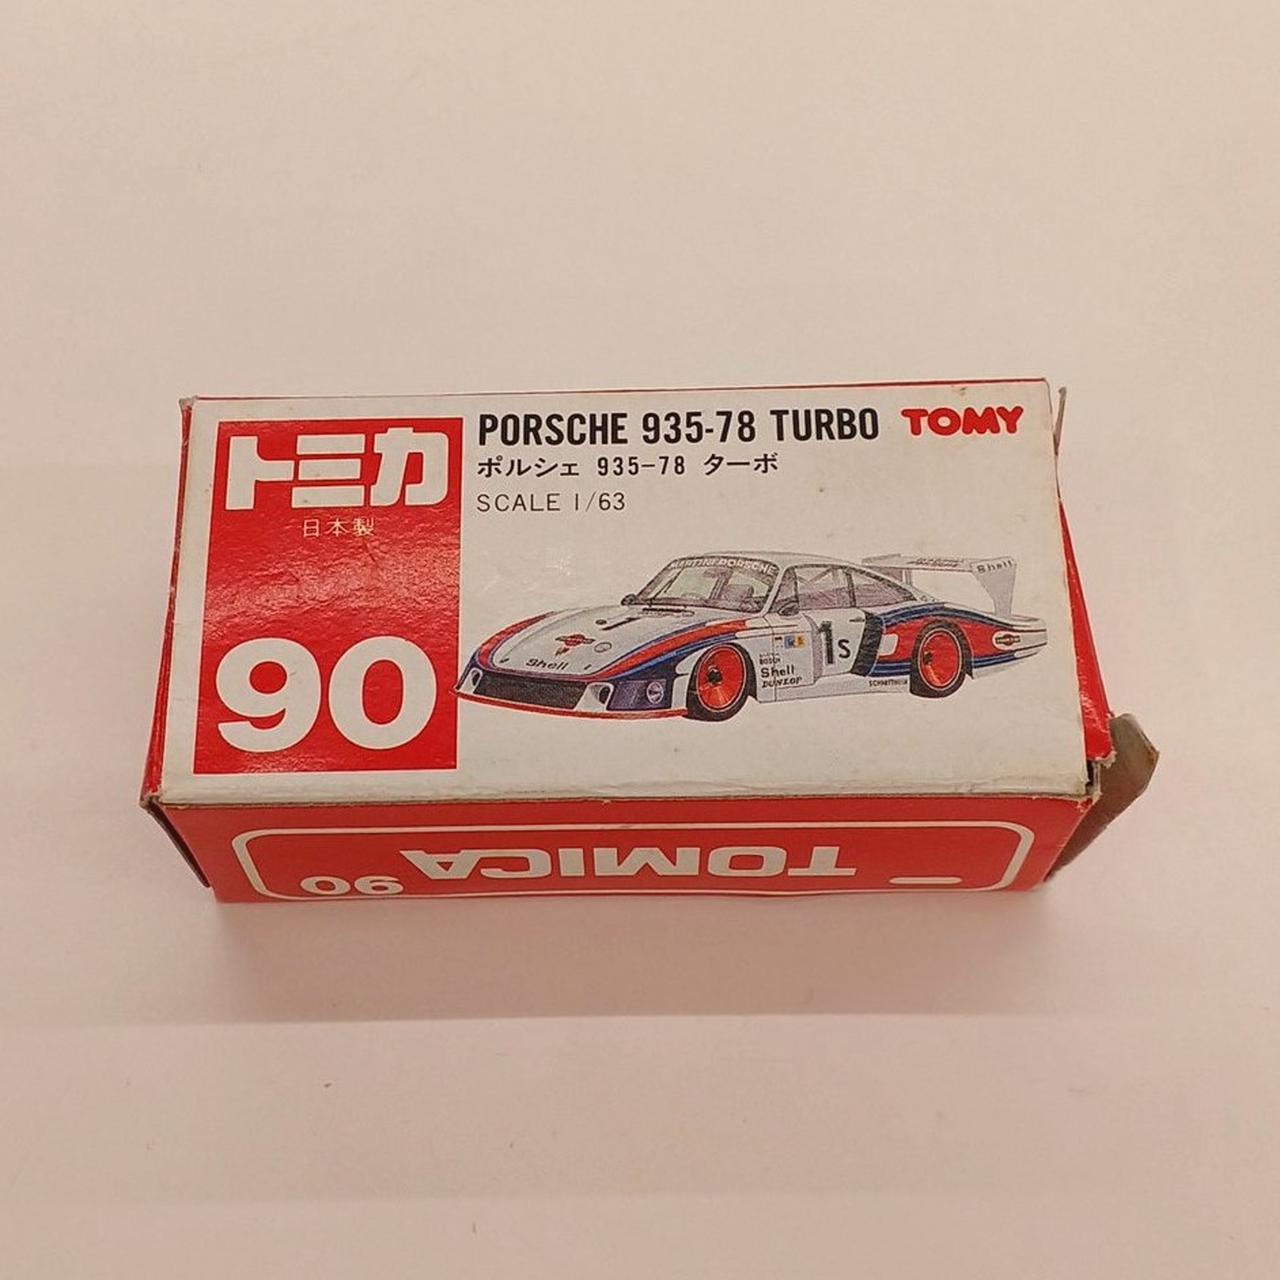 トミカ
日本製
90
PORSCHE 935-78 TURBO
TOMY
ポルシェ 935-78 ターボ
SCALE 1/63
MARTINI PORSCHE
Shell
Shell
1s
BOSCH
Shell
DUNLOP
TOMICA
90